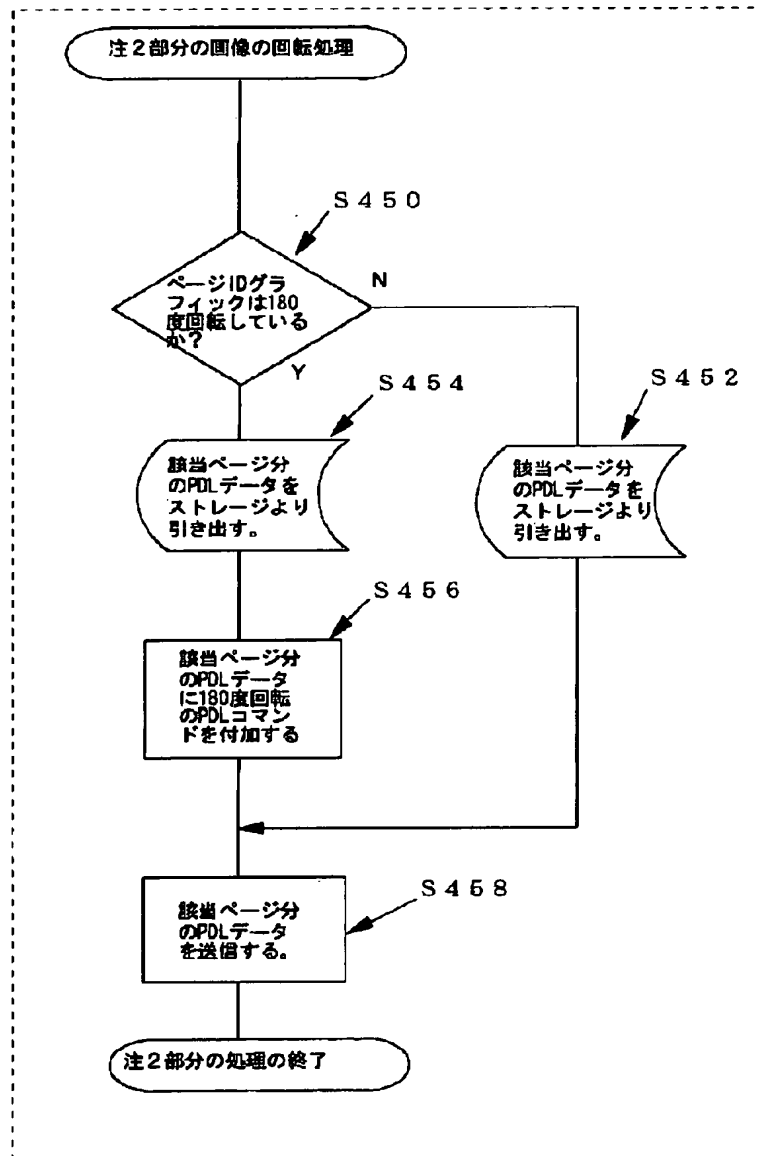 注2部分の画像の回転処理
S450
ページIDグラ
フィックは180
度回転している
か?
N
Y
S454
S452
該当ページ分
のPDLデータを
ストレージより
引き出す。
該当ページ分
のPDLデータを
ストレージより
引き出す。
S456
該当ページ分
のPDLデータ
に180度回転
のPDLコマン
ドを付加する
S458
該当ページ分
のPDLデータ
を送信する。
注2部分の処理の終了